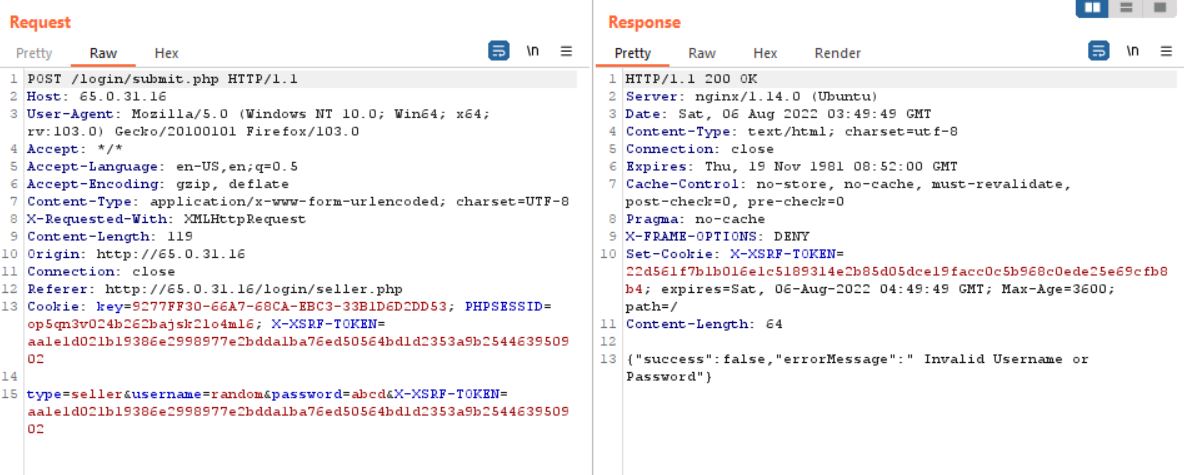 Request
Pretty Raw Hex \n
1 POST /login/submit.php HTTP/1.1
2 Host: 65.0.31.16
3 User-Agent: Mozilla/5.0 (Windows NT 10.0; Win64; x64;
rv:103.0) Gecko/20100101 Firefox/103.0
4 Accept: */*
5 Accept-Language: en-US,en;q=0.5
6 Accept-Encoding: gzip, deflate
7 Content-Type: application/x-www-form-urlencoded; charset=UTF-8
8 X-Requested-With: XMLHttpRequest
9 Content-Length: 119
10 Origin: http://65.0.31.16
11 Connection: close
12 Referer: http://65.0.31.16/login/seller.php
13 Cookie: key=9277FF30-66A7-68CA-EBC3-33B1D6D2DD53; PHPSESSID=
op5qn3v024b262bajsk21o4m16; X-XSRF-TOKEN=
aa1e1d021b19386e2998977e2bdda1ba76ed50564bd1d2353a9b2544639509
02
14
15 type=seller&username=random&password=abcd&X-XSRF-TOKEN=
aa1e1d021b19386e2998977e2bdda1ba76ed50564bd1d2353a9b2544639509
02
Response
Pretty Raw Hex Render \n
1 HTTP/1.1 200 OK
2 Server: nginx/1.14.0 (Ubuntu)
3 Date: Sat, 06 Aug 2022 03:49:49 GMT
4 Content-Type: text/html; charset=utf-8
5 Connection: close
6 Expires: Thu, 19 Nov 1981 08:52:00 GMT
7 Cache-Control: no-store, no-cache, must-revalidate,
post-check=0, pre-check=0
8 Pragma: no-cache
9 X-FRAME-OPTIONS: DENY
10 Set-Cookie: X-XSRF-TOKEN=
22d561f7b1b016e1c5189314e2b85d05dce19facc0c5b968c0ede25e69cfb8
b4; expires=Sat, 06-Aug-2022 04:49:49 GMT; Max-Age=3600;
path=/
11 Content-Length: 64
12
13 {"success":false,"errorMessage":" Invalid Username or
Password"}